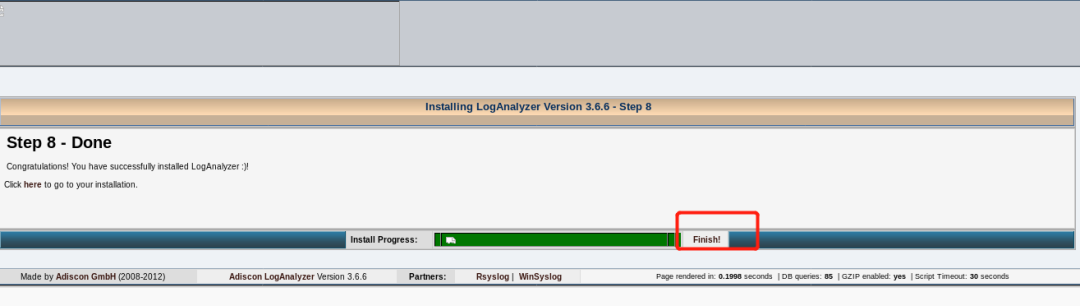 Installing LogAnalyzer Version 3.6.6 - Step 8
Step 8 - Done
Congratulations! You have successfully installed LogAnalyzer :)!
Click here to go to your installation.
Install Progress: Finish!
Made by Adiscon GmbH (2008-2012) Adiscon LogAnalyzer Version 3.6.6 Partners: Rsyslog | WinSyslog Page rendered in: 0.1998 seconds | DB queries: 85 | GZIP enabled: yes | Script Timeout: 30 seconds